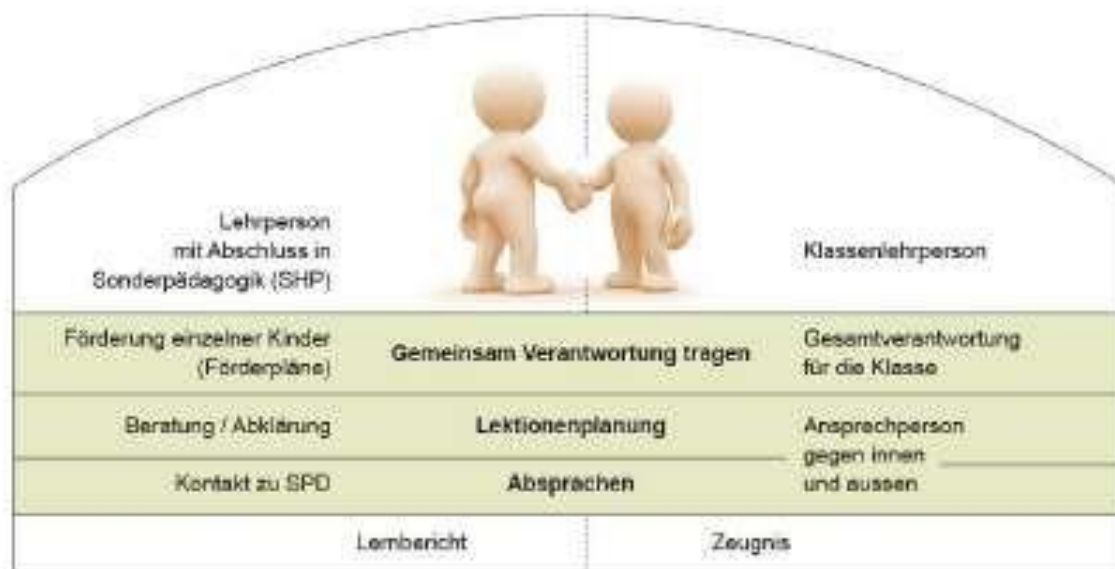 Lehrperson
mit Abschluss in
Sonderpädagogik (SHP)
Klassenlehrperson
Förderung einzelner Kinder
(Förderpläne)
Gemeinsam Verantwortung tragen
Gesamtverantwortung
für die Klasse
Beratung / Abklärung
Lektionenplanung
Ansprechperson
gegen innen
und aussen
Kontakt zu SPD
Absprachen
Lernbericht
Zeugnis